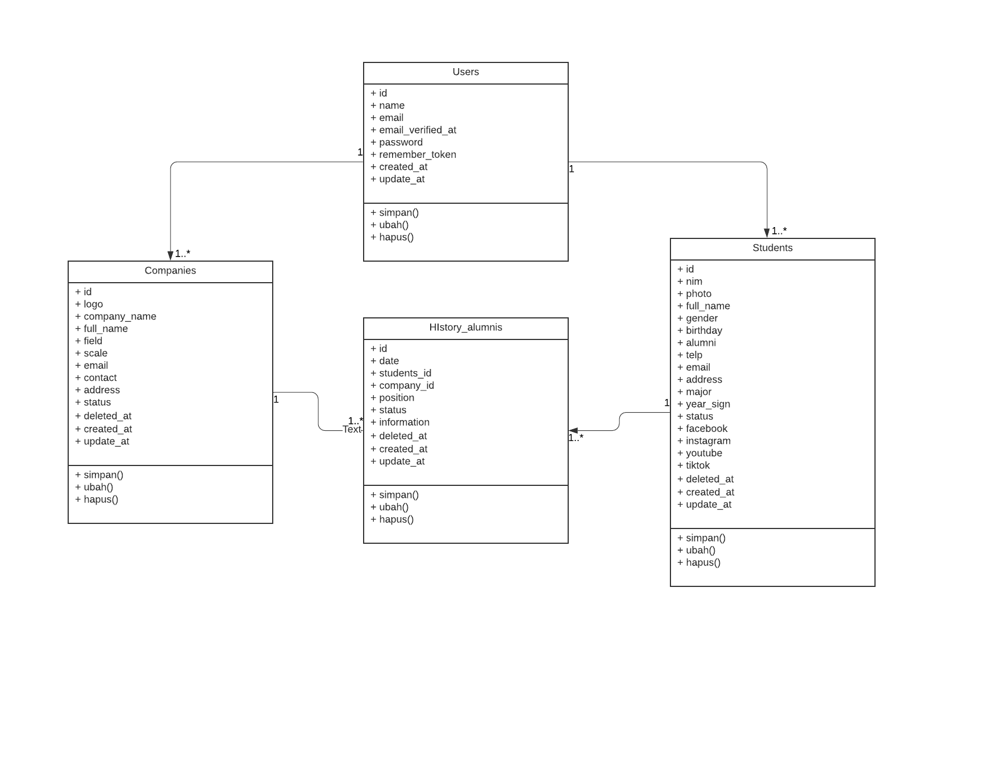 Users
+ id
+ name
+ email
+ email_verified_at
+ password
+ remember_token
+ created_at
+ update_at
+ simpan()
+ ubah()
+ hapus()
1
1
1..*
1..*
Companies
+ id
+ logo
+ company_name
+ full_name
+ field
+ scale
+ email
+ contact
+ address
+ status
+ deleted_at
+ created_at
+ update_at
+ simpan()
+ ubah()
+ hapus()
1
1..*
Text
HIstory_alumnis
+ id
+ date
+ students_id
+ company_id
+ position
+ status
+ information
+ deleted_at
+ created_at
+ update_at
+ simpan()
+ ubah()
+ hapus()
1
1..*
Students
+ id
+ nim
+ photo
+ full_name
+ gender
+ birthday
+ alumni
+ telp
+ email
+ address
+ major
+ year_sign
+ status
+ facebook
+ instagram
+ youtube
+ tiktok
+ deleted_at
+ created_at
+ update_at
+ simpan()
+ ubah()
+ hapus()